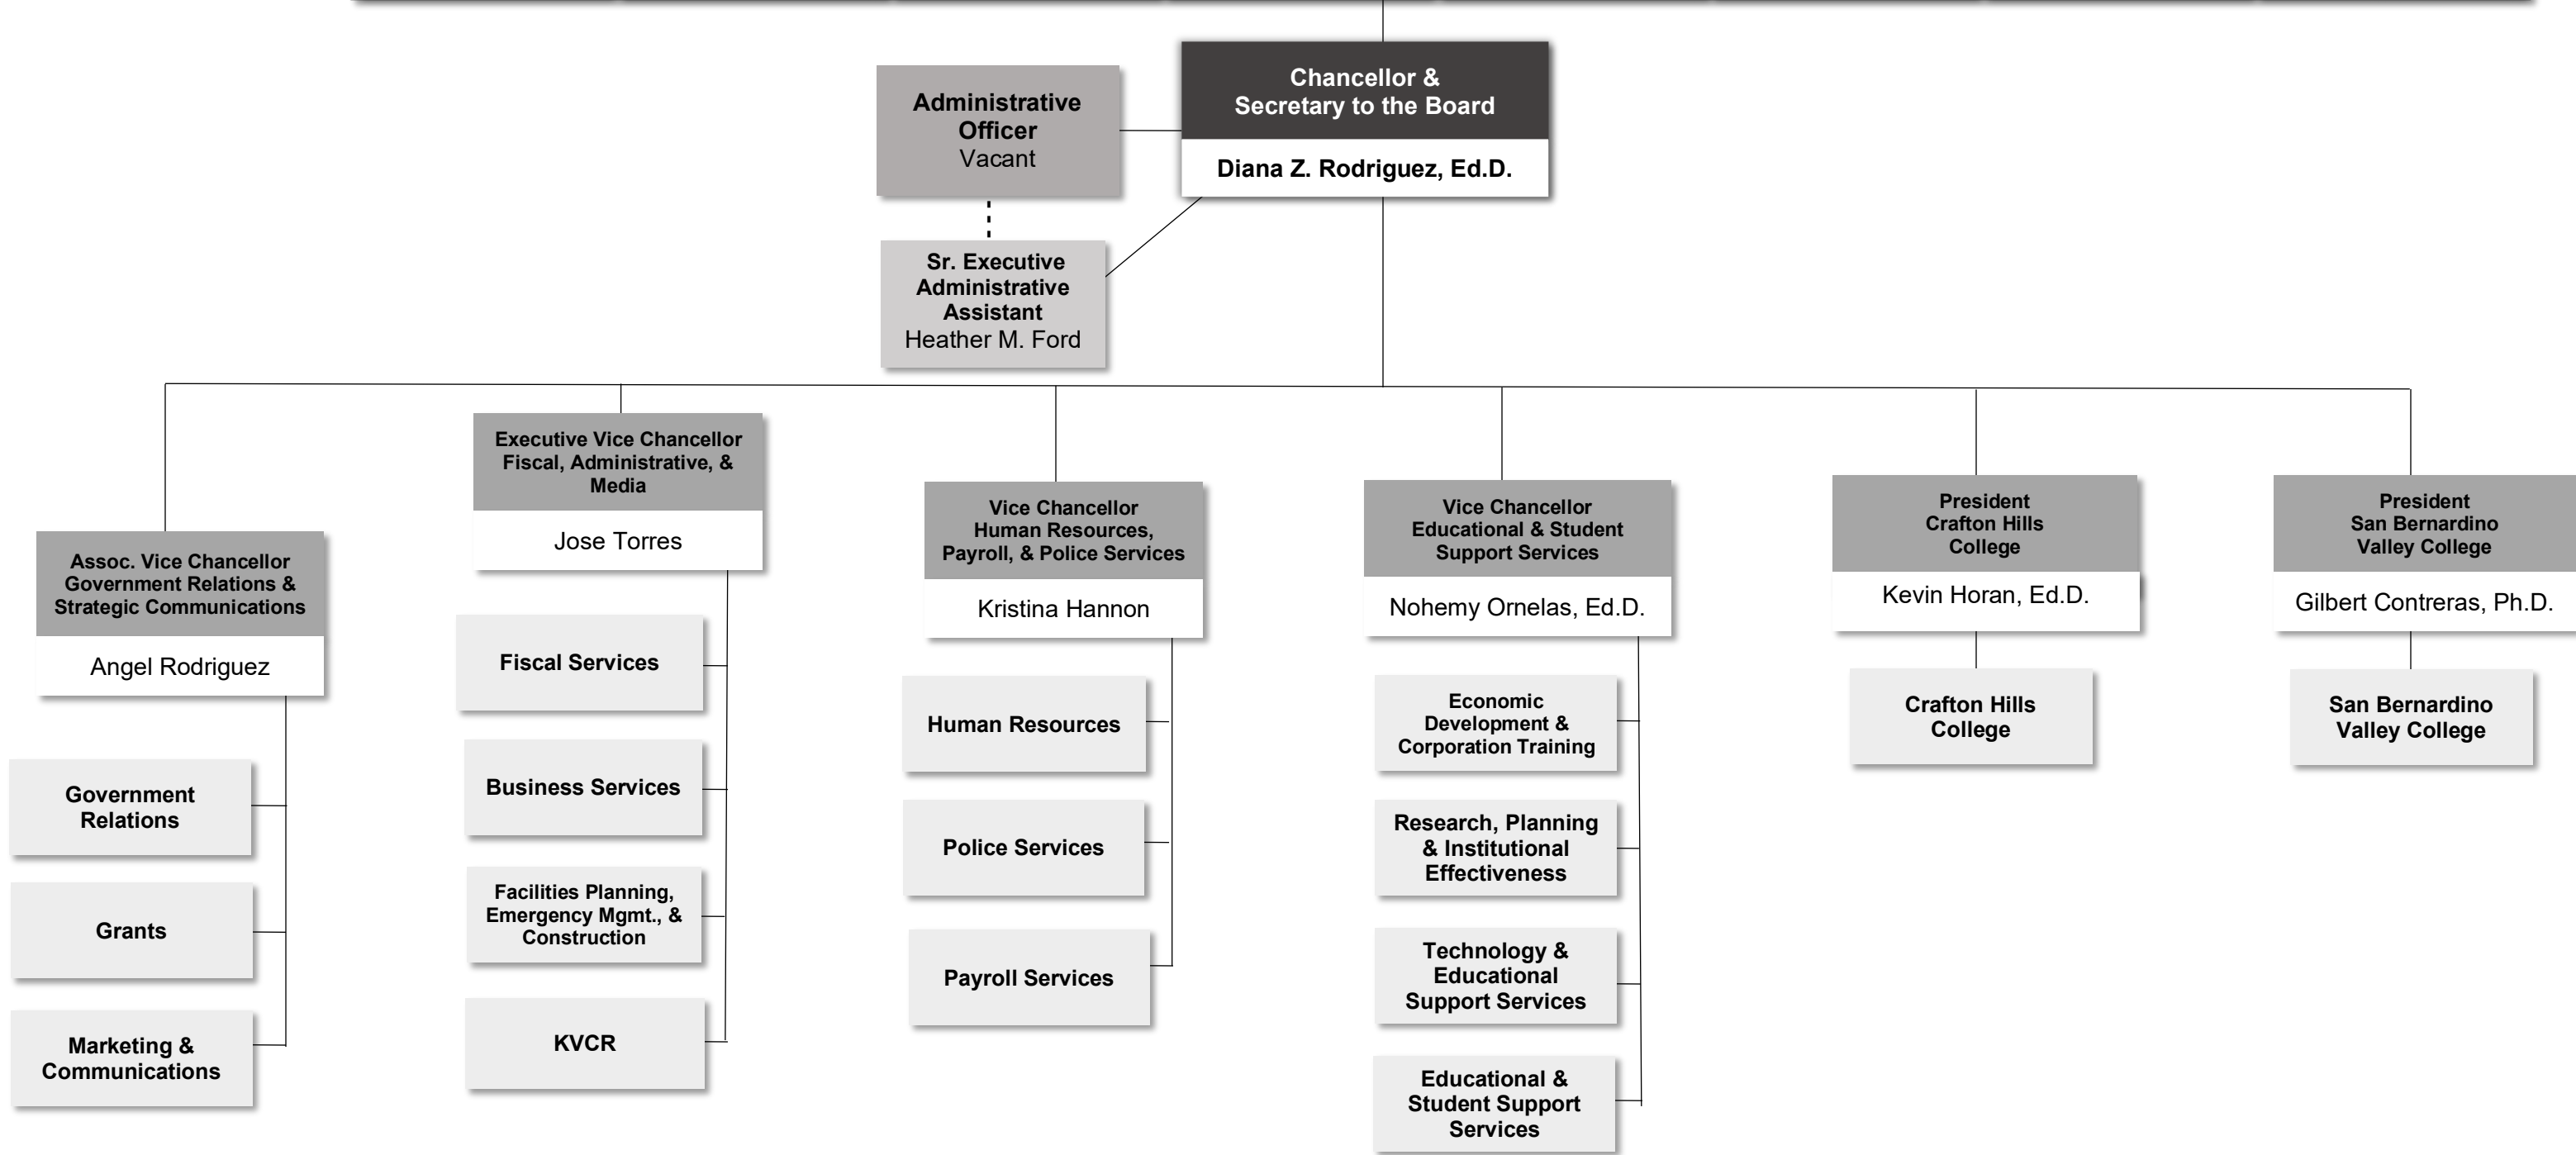 Chancellor &
Secretary to the Board
Diana Z. Rodriguez, Ed.D.
Administrative
Officer
Vacant
Sr. Executive
Administrative
Assistant
Heather M. Ford
Assoc. Vice Chancellor
Government Relations &
Strategic Communications
Angel Rodriguez
Government
Relations
Grants
Marketing &
Communications
Executive Vice Chancellor
Fiscal, Administrative, &
Media
Jose Torres
Fiscal Services
Business Services
Facilities Planning,
Emergency Mgmt., &
Construction
KVCR
Vice Chancellor
Human Resources,
Payroll, & Police Services
Kristina Hannon
Human Resources
Police Services
Payroll Services
Vice Chancellor
Educational & Student
Support Services
Nohemy Ornelas, Ed.D.
Economic
Development &
Corporation Training
Research, Planning
& Institutional
Effectiveness
Technology &
Educational
Support Services
Educational &
Student Support
Services
President
Crafton Hills
College
Kevin Horan, Ed.D.
Crafton Hills
College
President
San Bernardino
Valley College
Gilbert Contreras, Ph.D.
San Bernardino
Valley College